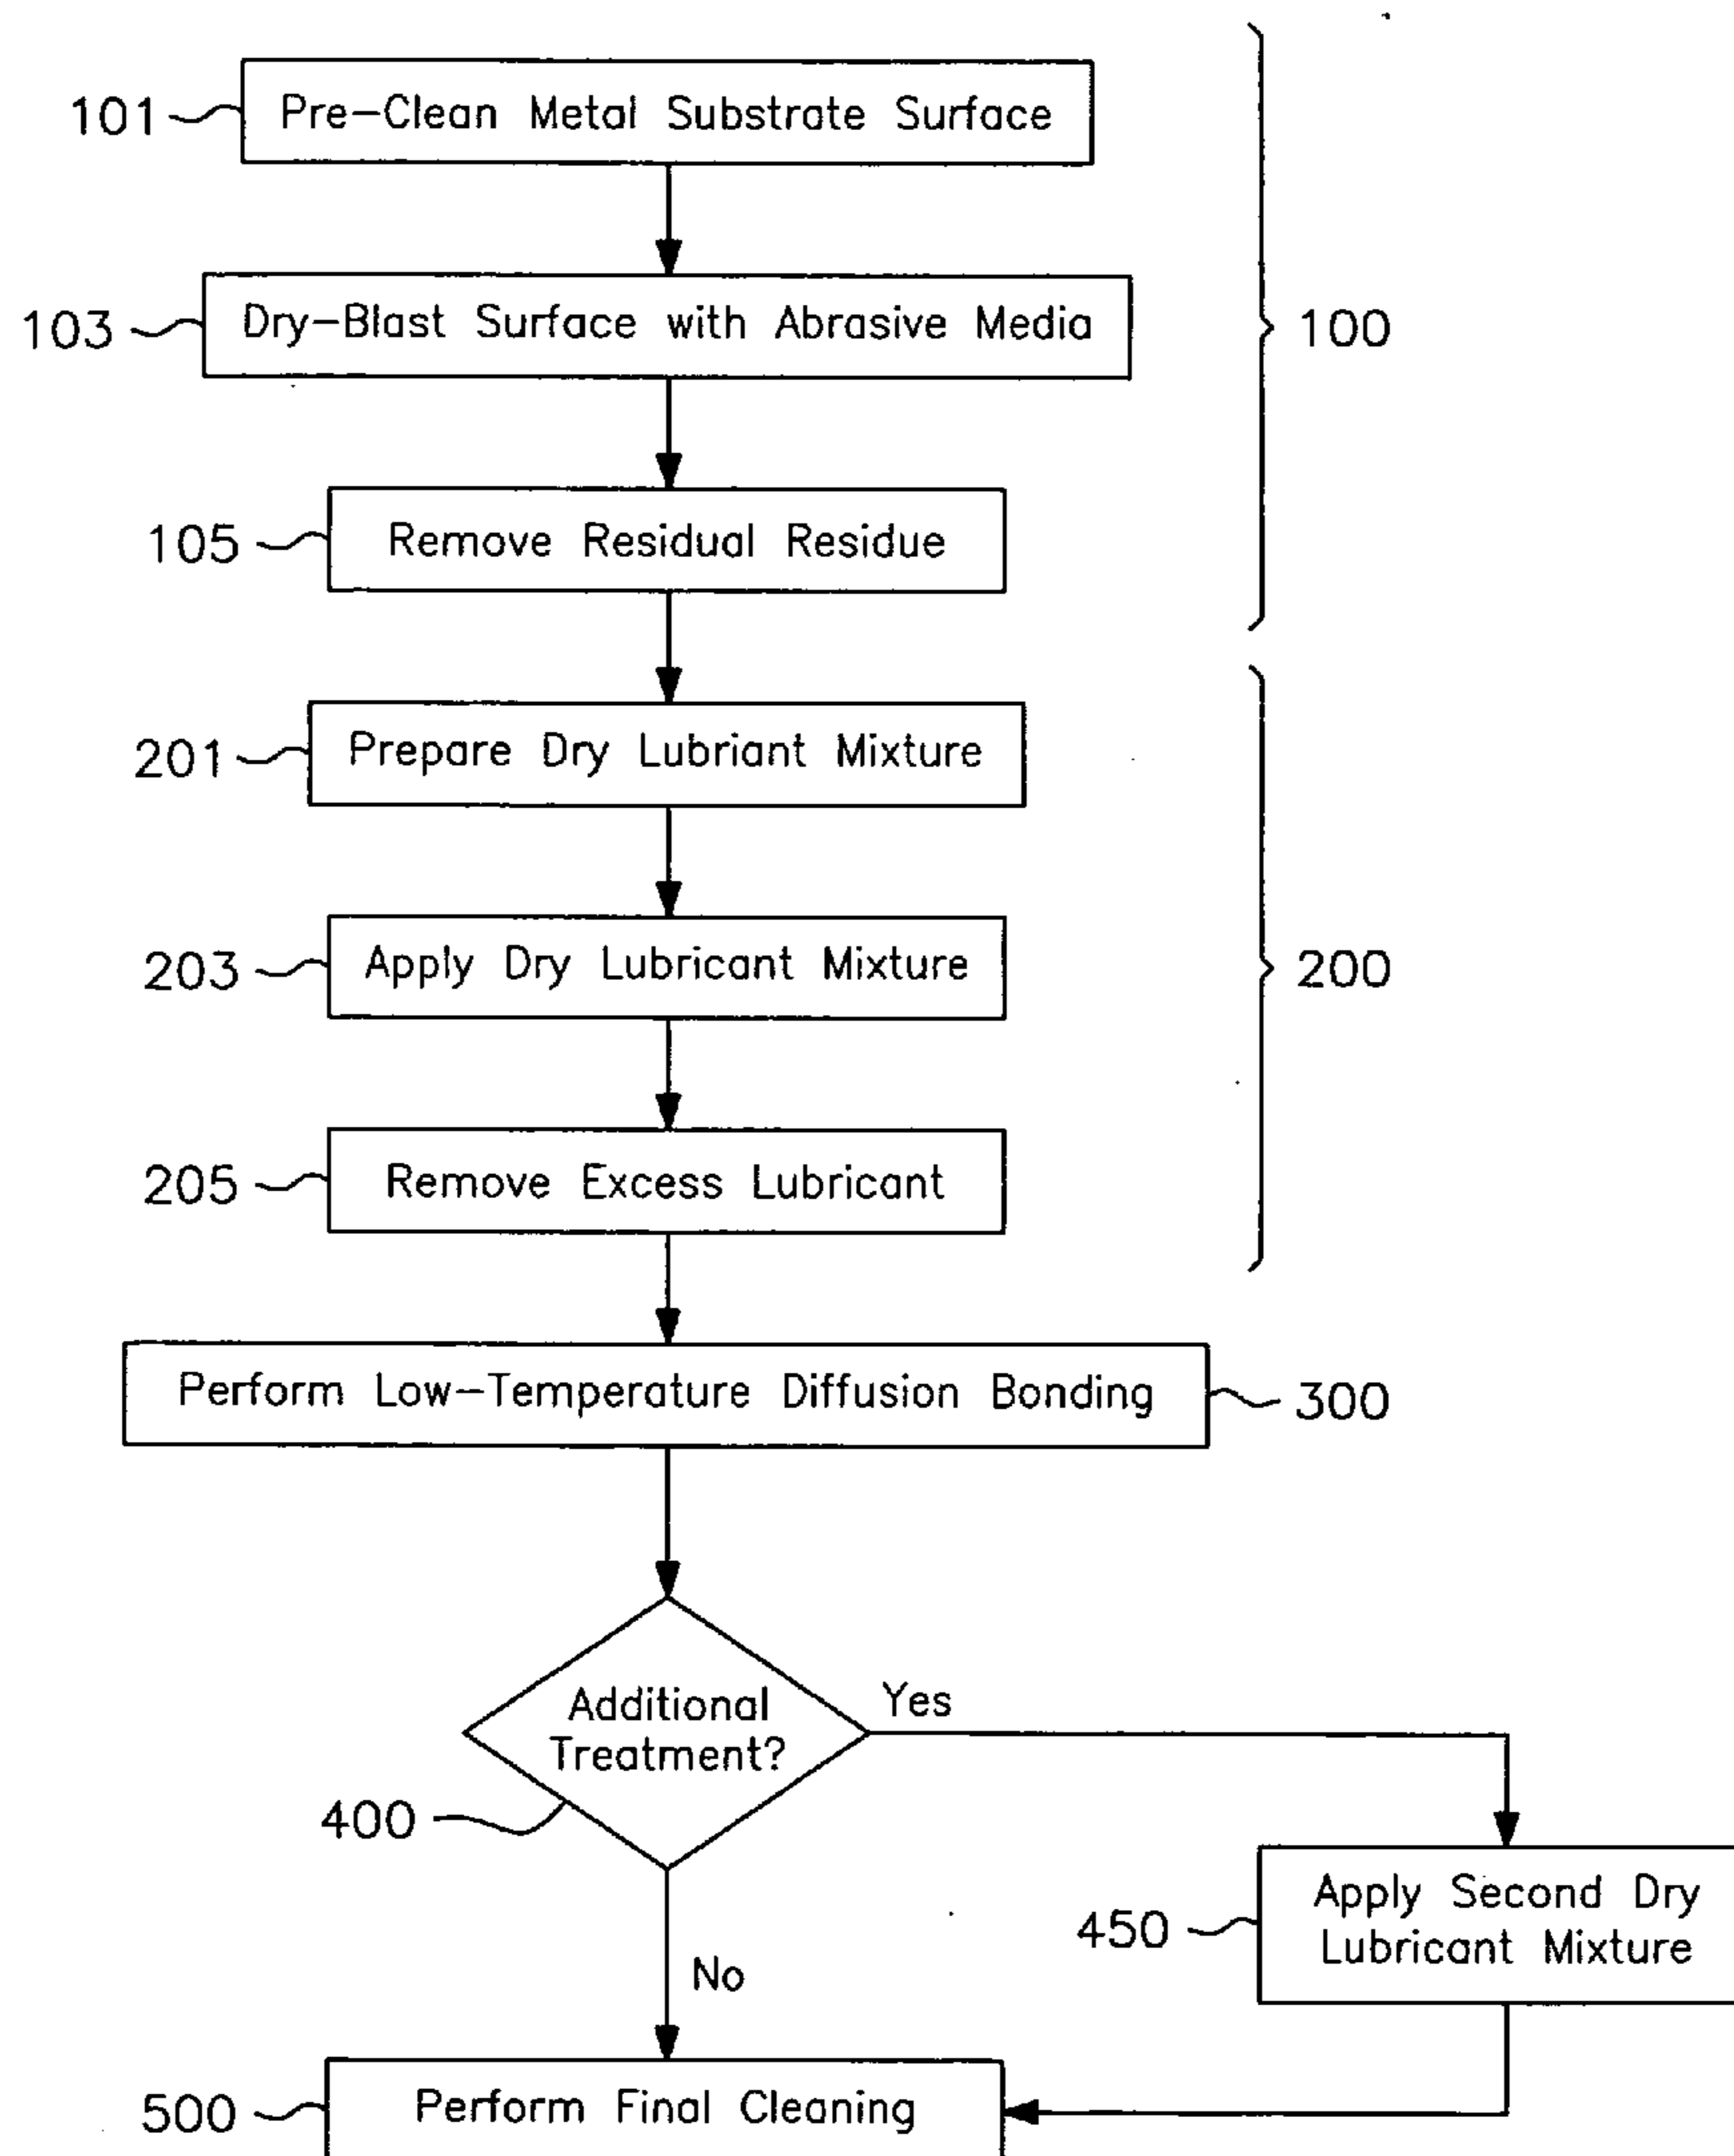 101
Pre-Clean Metal Substrate Surface
103
Dry-Blast Surface with Abrasive Media
100
105
Remove Residual Residue
201
Prepare Dry Lubriant Mixture
203
Apply Dry Lubricant Mixture
200
205
Remove Excess Lubricant
Perform Low-Temperature Diffusion Bonding
300
Additional
Treatment?
Yes
400
Apply Second Dry
Lubricant Mixture
450
No
500
Perform Final Cleaning